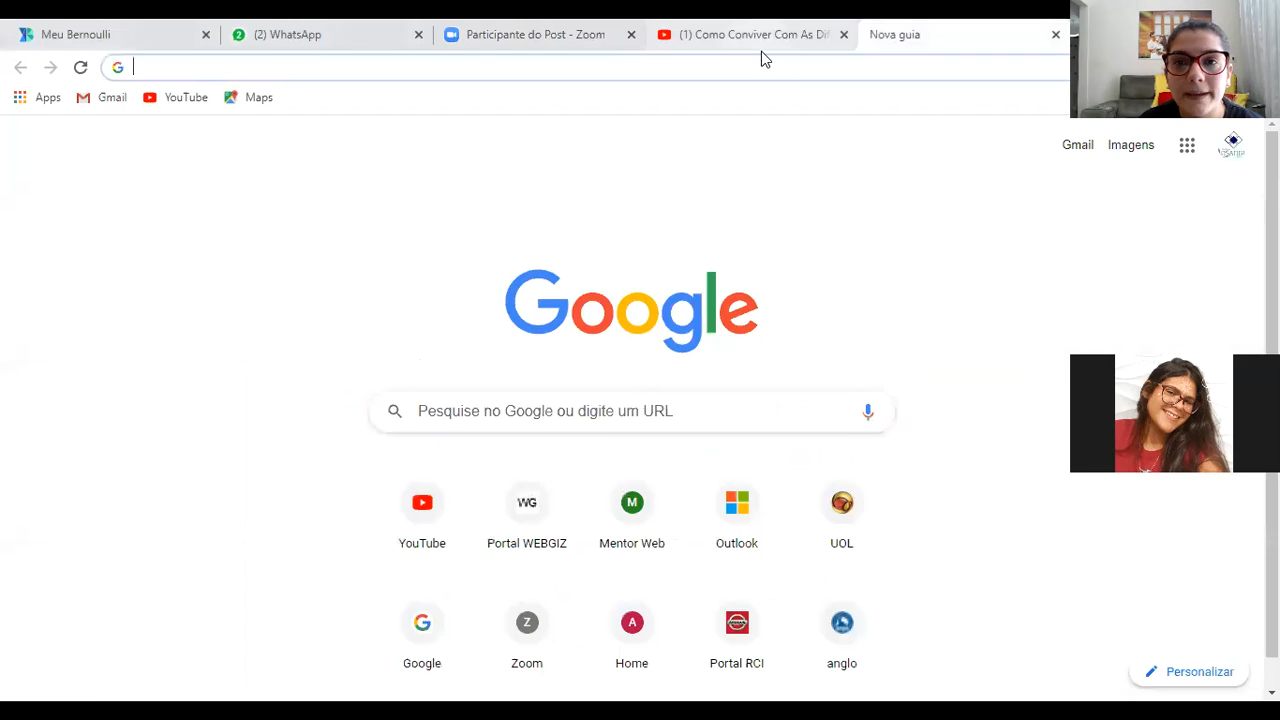 Meu Bernoulli
(2) WhatsApp
Participante do Post - Zoom
(1) Como Conviver Com As Dif
Nova guia
Apps
Gmail
YouTube
Maps
Gmail
Imagens
Google
Pesquise no Google ou digite um URL
YouTube
WG
Portal WEBGIZ
M
Mentor Web
Outlook
UOL
Google
Z
Zoom
A
Home
Portal RCI
anglo
Personalizar